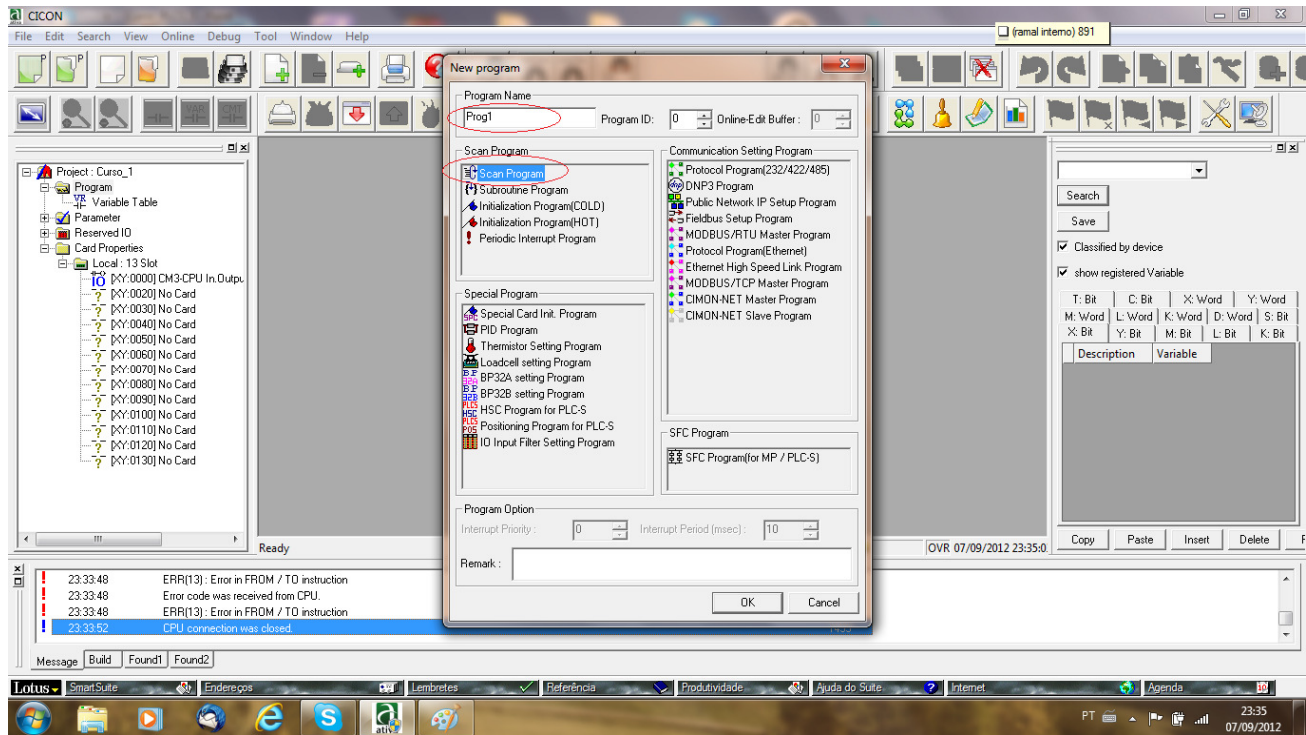 CICON
File Edit Search View Online Debug Tool Window Help
(ramal interno) 891
New program
Program Name
Prog1
Program ID: 0
Online-Edit Buffer : 0
Scan Program
Scan Program
Subroutine Program
Initialization Program(COLD)
Initialization Program(HOT)
Periodic Interrupt Program
Special Program
Special Card Init. Program
PID Program
Thermistor Setting Program
Loadcell setting Program
BP32A setting Program
BP32B setting Program
HSC Program for PLC-S
Positioning Program for PLC-S
IO Input Filter Setting Program
Communication Setting Program
Protocol Program(232/422/485)
DNP3 Program
Public Network IP Setup Program
Fieldbus Setup Program
MODBUS/RTU Master Program
Protocol Program(Ethernet)
Ethernet High Speed Link Program
MODBUS/TCP Master Program
CIMON-NET Master Program
CIMON-NET Slave Program
SFC Program
SFC Program(for MP / PLC-S)
Program Option
Interrupt Priority : 0
Interrupt Period (msec) : 10
Remark :
OK Cancel
Project : Curso_1
Program
Variable Table
Parameter
Reserved IO
Card Properties
Local : 13 Slot
[XY:0000] CM3-CPU In.Outpu
[XY:0020] No Card
[XY:0030] No Card
[XY:0040] No Card
[XY:0050] No Card
[XY:0060] No Card
[XY:0070] No Card
[XY:0080] No Card
[XY:0090] No Card
[XY:0100] No Card
[XY:0110] No Card
[XY:0120] No Card
[XY:0130] No Card
Search
Save
Classified by device
show registered Variable
T: Bit C: Bit X: Word Y: Word
M: Word L: Word K: Word D: Word S: Bit
X: Bit Y: Bit M: Bit L: Bit K: Bit
Description Variable
Copy Paste Insert Delete F
Ready
OVR 07/09/2012 23:35:0
23:33:48 ERR(13) : Error in FROM / TO instruction
23:33:48 Error code was received from CPU.
23:33:48 ERR(13) : Error in FROM / TO instruction
23:33:52 CPU connection was closed.
Message Build Found1 Found2
Lotus SmartSuite Endereços Lembretes Referência Produtividade Ajuda do Suite Internet Agenda
PT 23:35
07/09/2012